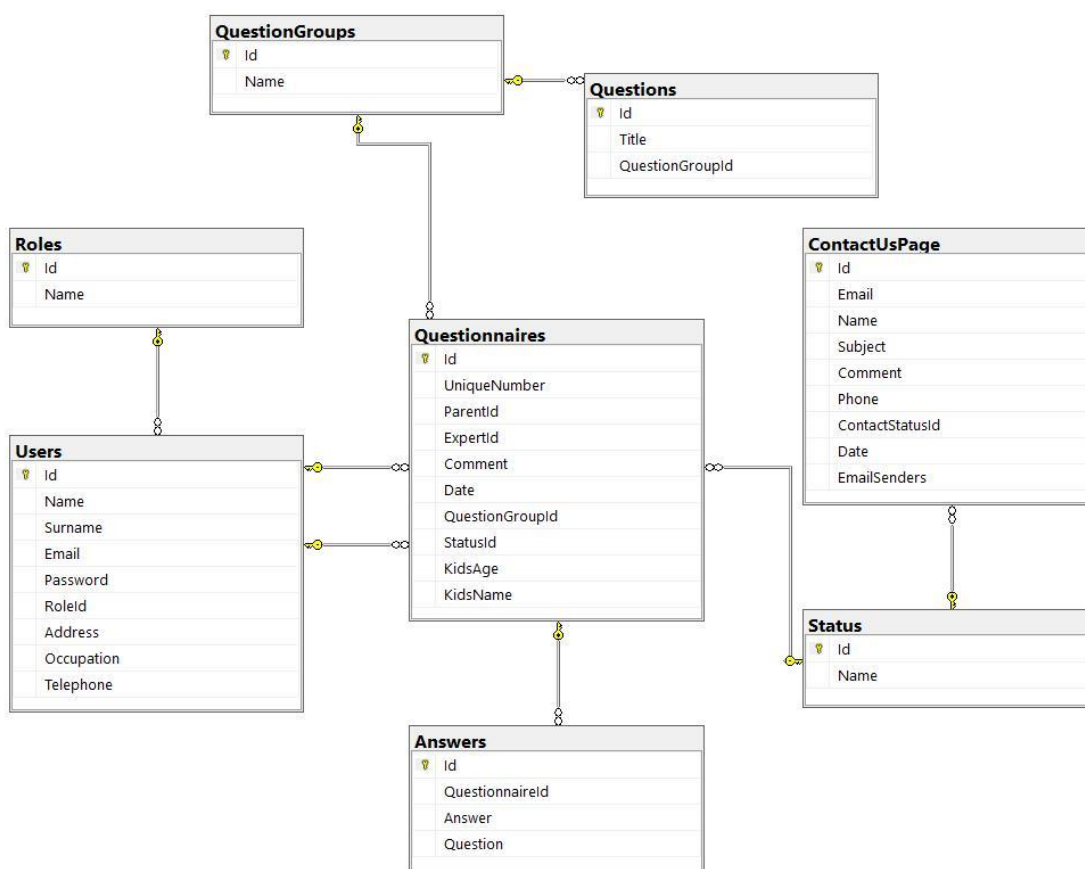 QuestionGroups
Id
Name
Questions
Id
Title
QuestionGroupId
Roles
Id
Name
ContactUsPage
Id
Email
Name
Subject
Comment
Phone
ContactStatusId
Date
EmailSenders
Questionnaires
Id
UniqueNumber
ParentId
ExpertId
Comment
Date
QuestionGroupId
StatusId
KidsAge
KidsName
Users
Id
Name
Surname
Email
Password
RoleId
Address
Occupation
Telephone
Status
Id
Name
Answers
Id
QuestionnaireId
Answer
Question